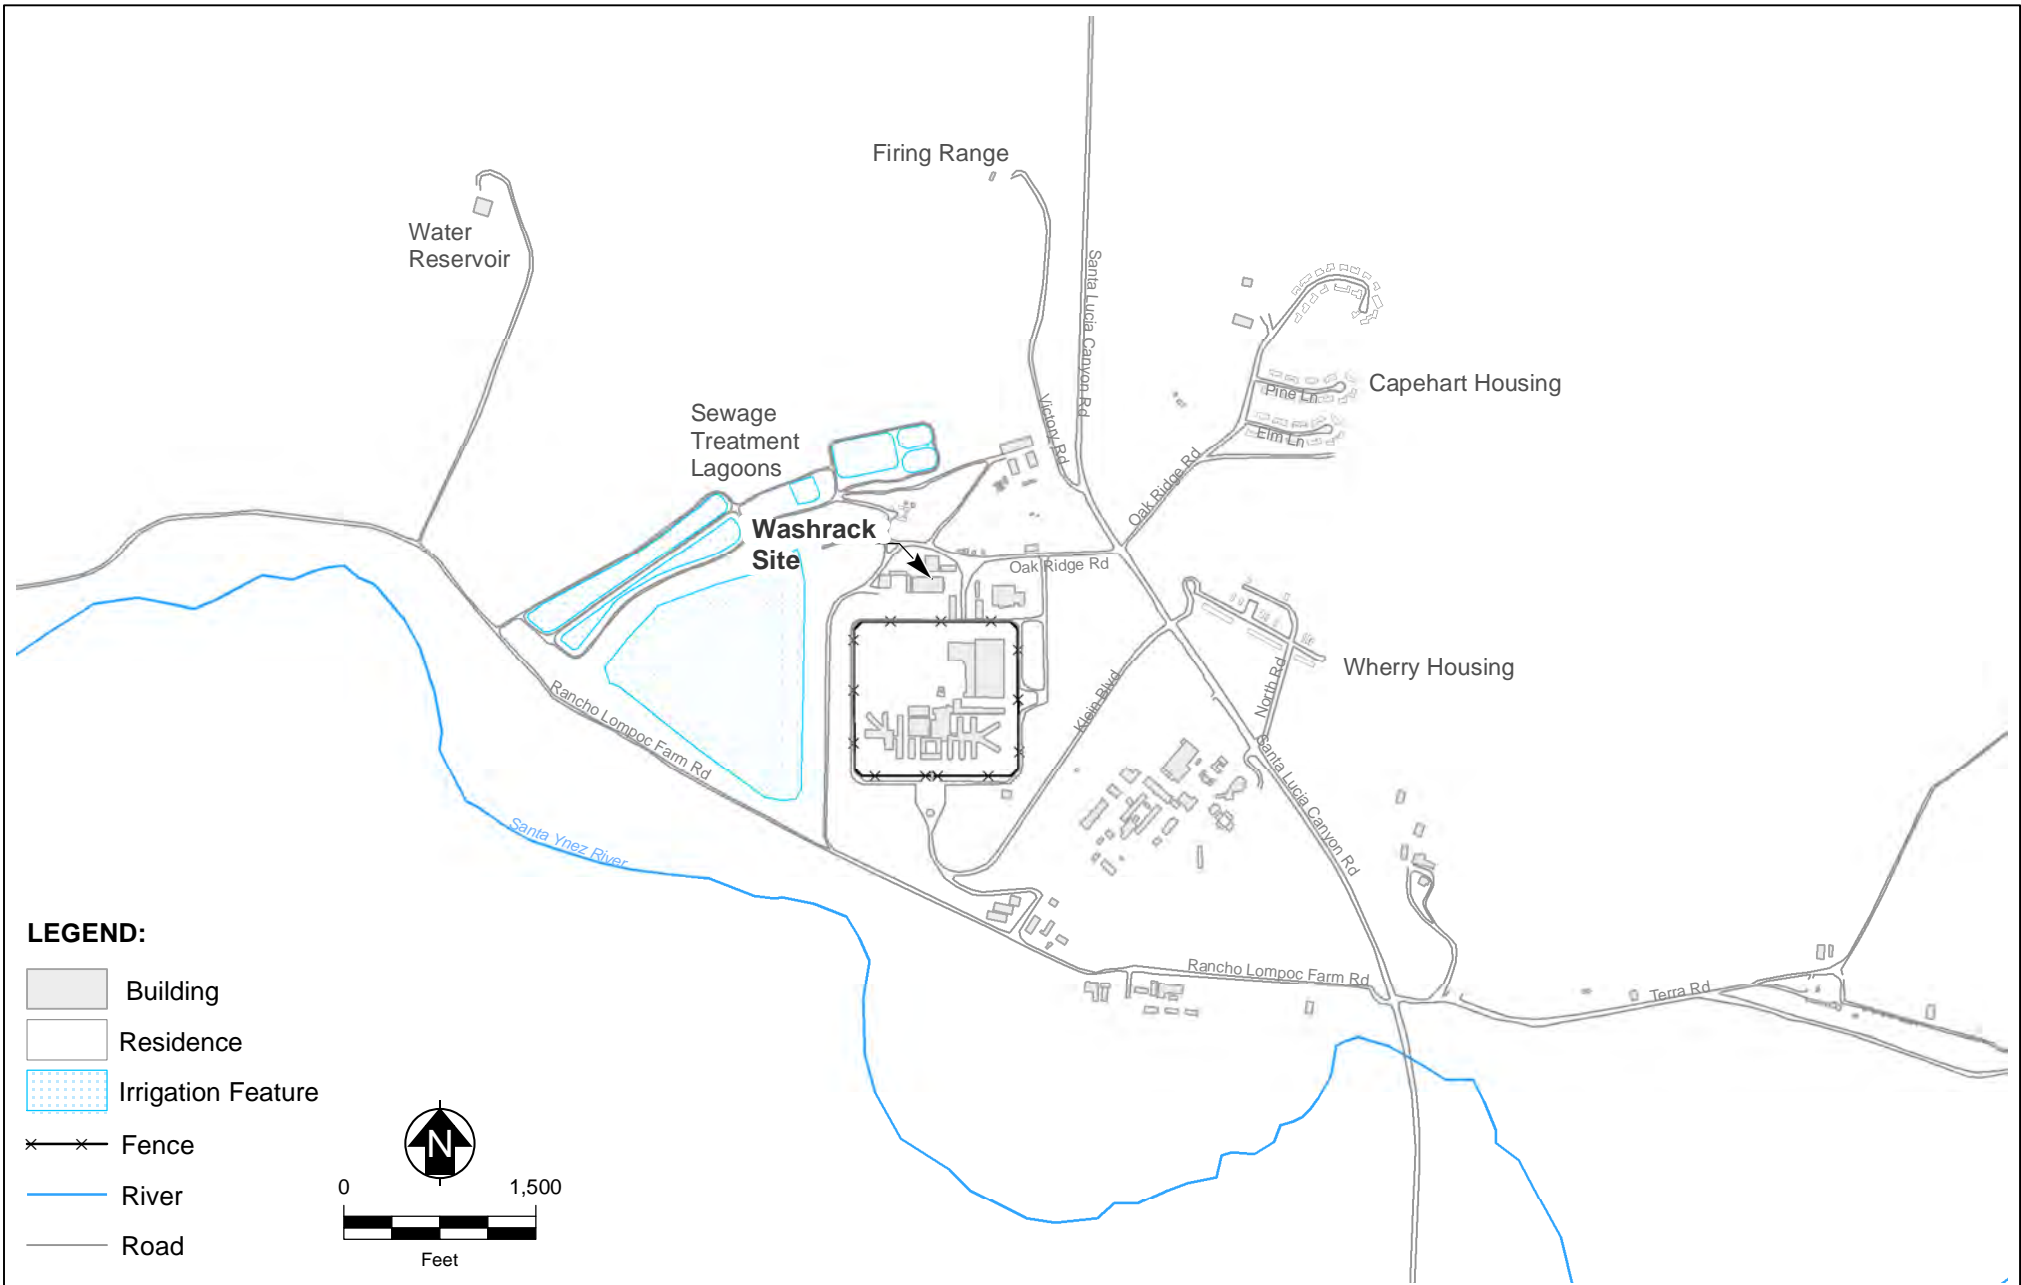 Firing Range
Water
Reservoir
Santa Lucia Canyon Rd
Capehart Housing
Pine Ln
Elm Ln
Victory Rd
Sewage
Treatment
Lagoons
Oak Ridge Rd
Washrack
Site
Oak Ridge Rd
Wherry Housing
North Rd
Klein Blvd
Rancho Lompoc Farm Rd
Santa Lucia Canyon Rd
Santa Ynez River
Rancho Lompoc Farm Rd
Terra Rd
LEGEND:
Building
Residence
Irrigation Feature
Fence
River
Road
N
0 1,500
Feet